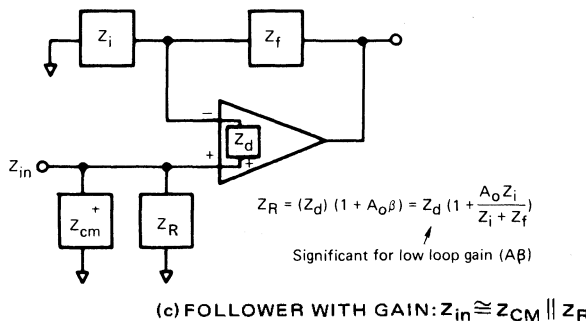 Zi
Zf
−
Zd
+
+
Zin
Zcm
+
ZR
ZR = (Zd) (1 + Aoβ) = Zd (1 + AoZi / Zi + Zf)
Significant for low loop gain (Aβ)
(c) FOLLOWER WITH GAIN: Zin ≅ ZCM ||